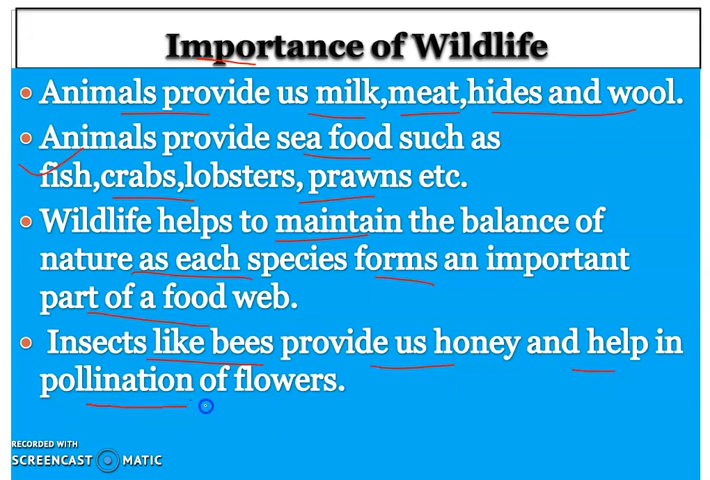 Importance of Wildlife
Animals provide us milk,meat,hides and wool.
Animals provide sea food such as
fish,crabs,lobsters, prawns etc.
Wildlife helps to maintain the balance of
nature as each species forms an important
part of a food web.
Insects like bees provide us honey and help in
pollination of flowers.
RECORDED WITH
SCREENCAST MATIC